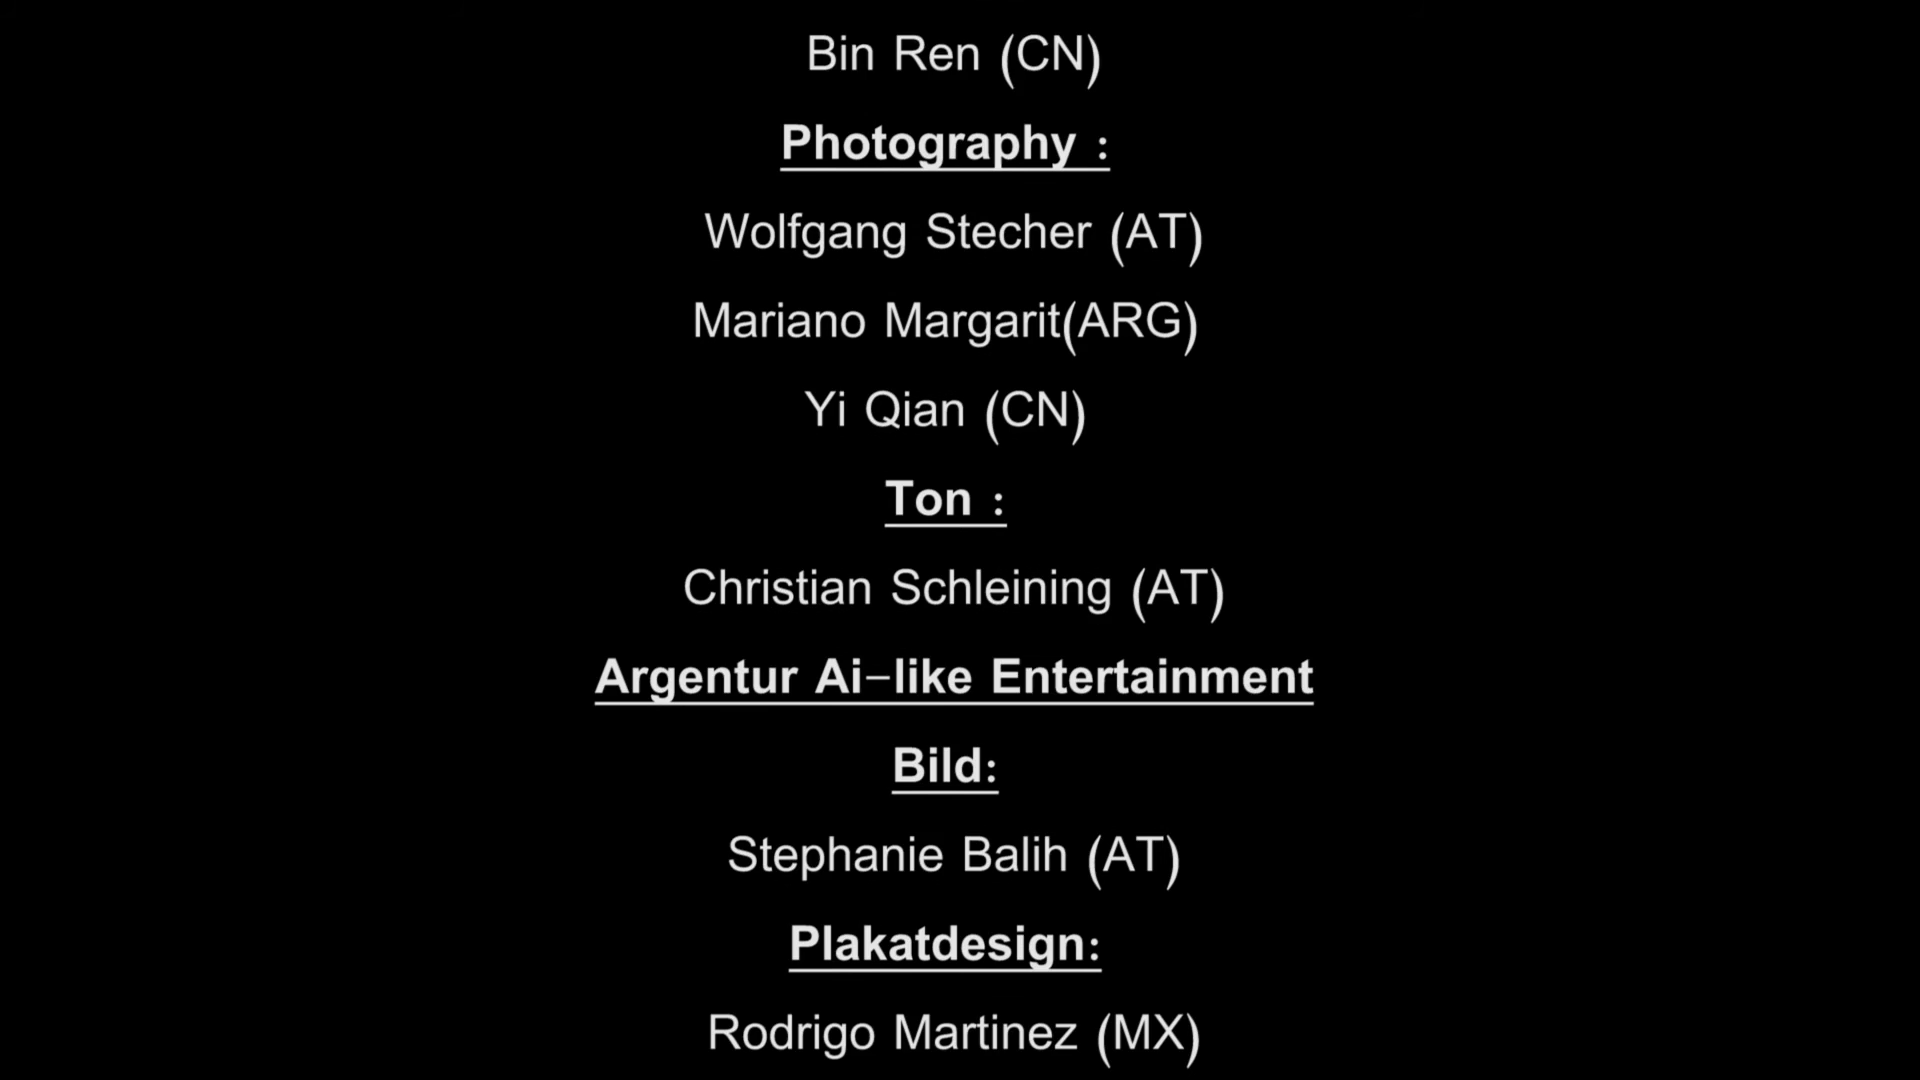 Bin Ren (CN)
Photography :
Wolfgang Stecher (AT)
Mariano Margarit(ARG)
Yi Qian (CN)
Ton :
Christian Schleining (AT)
Argentur Ai-like Entertainment
Bild:
Stephanie Balih (AT)
Plakatdesign:
Rodrigo Martinez (MX)